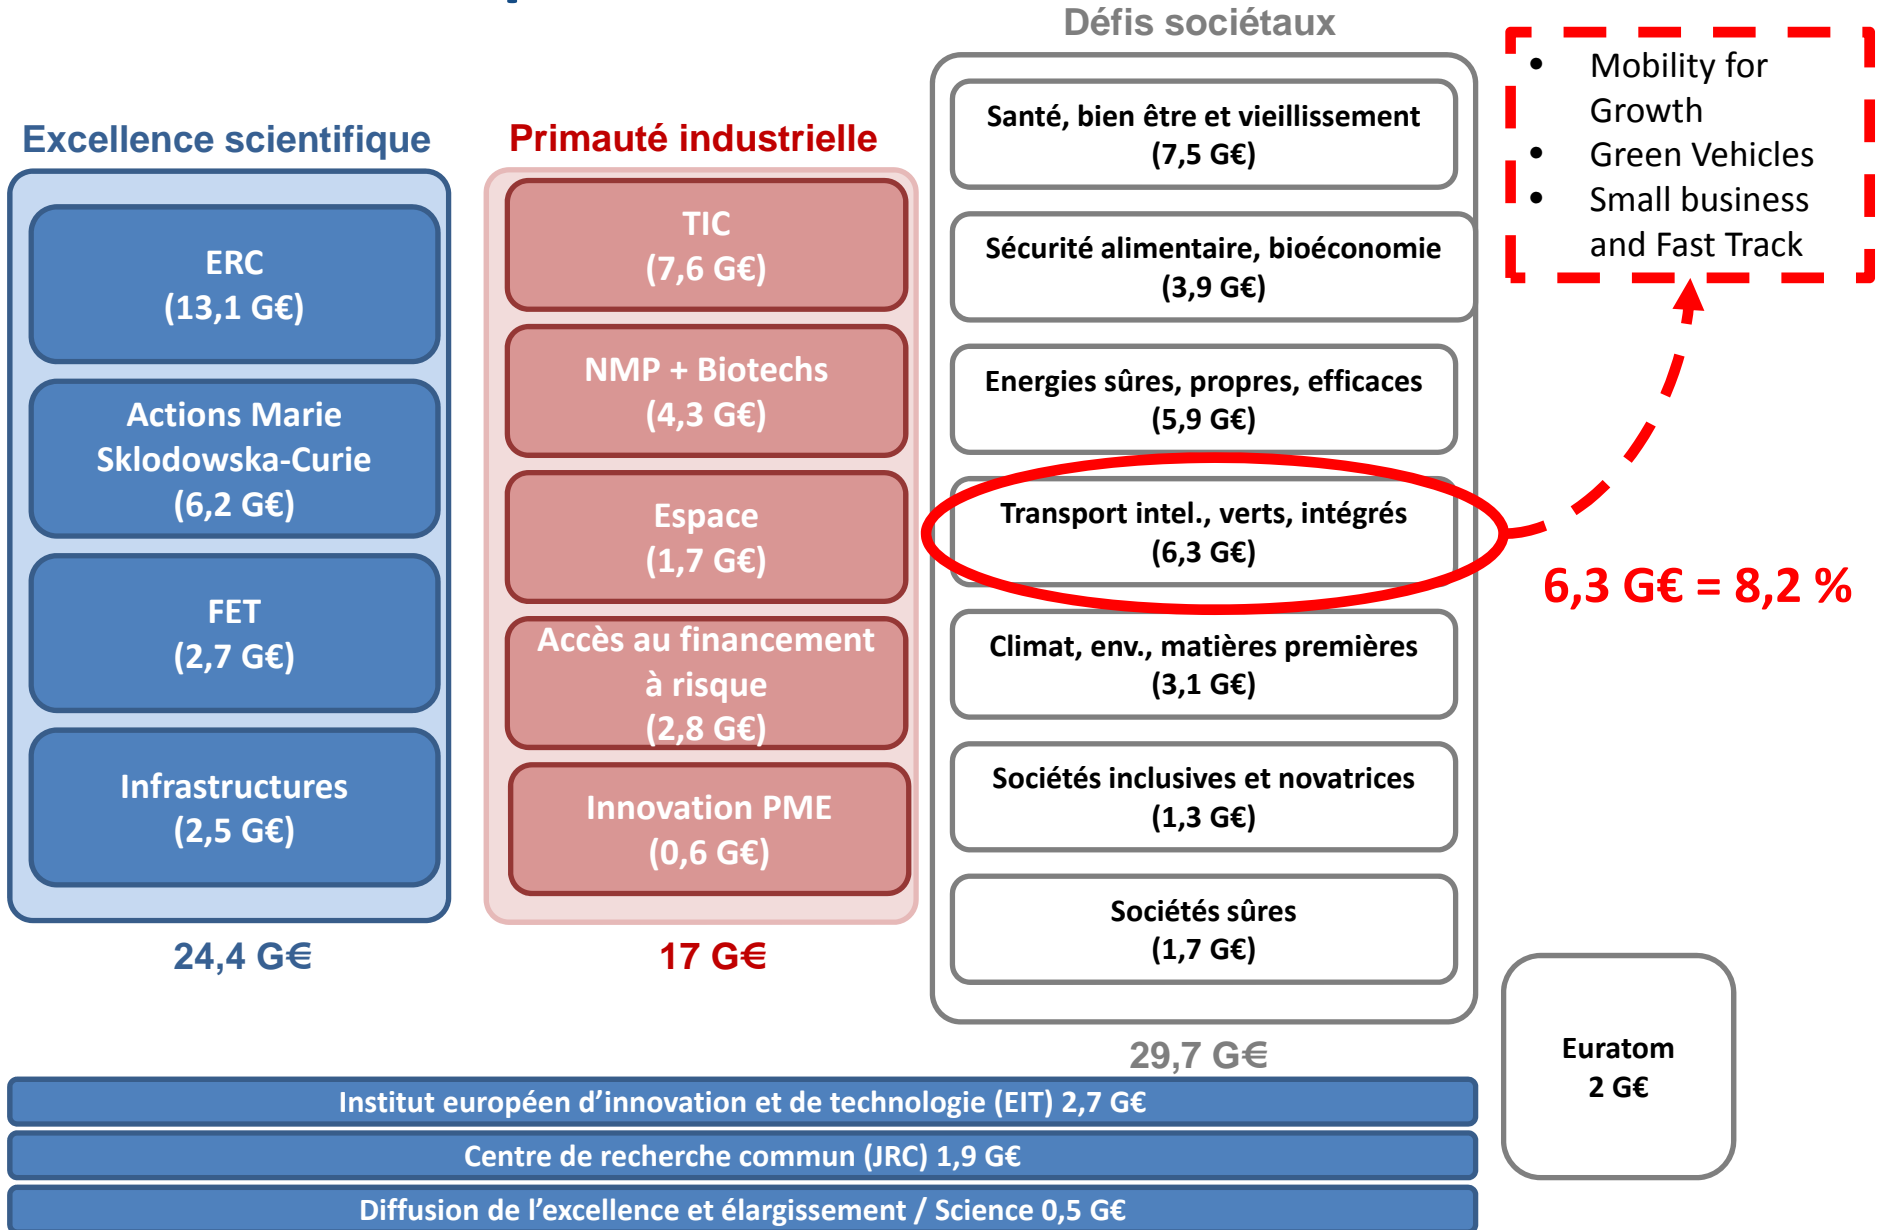 Excellence scientifique
ERC
(13,1 G€)
Actions Marie
Sklodowska-Curie
(6,2 G€)
FET
(2,7 G€)
Infrastructures
(2,5 G€)
24,4 G€
Primauté industrielle
TIC
(7,6 G€)
NMP + Biotechs
(4,3 G€)
Espace
(1,7 G€)
Accès au financement
à risque
(2,8 G€)
Innovation PME
(0,6 G€)
17 G€
Défis sociétaux
Santé, bien être et vieillissement
(7,5 G€)
Sécurité alimentaire, bioéconomie
(3,9 G€)
Energies sûres, propres, efficaces
(5,9 G€)
Transport intel., verts, intégrés
(6,3 G€)
Climat, env., matières premières
(3,1 G€)
Sociétés inclusives et novatrices
(1,3 G€)
Sociétés sûres
(1,7 G€)
29,7 G€
• Mobility for
Growth
• Green Vehicles
• Small business
and Fast Track
6,3 G€ = 8,2 %
Euratom
2 G€
Institut européen d’innovation et de technologie (EIT) 2,7 G€
Centre de recherche commun (JRC) 1,9 G€
Diffusion de l’excellence et élargissement / Science 0,5 G€